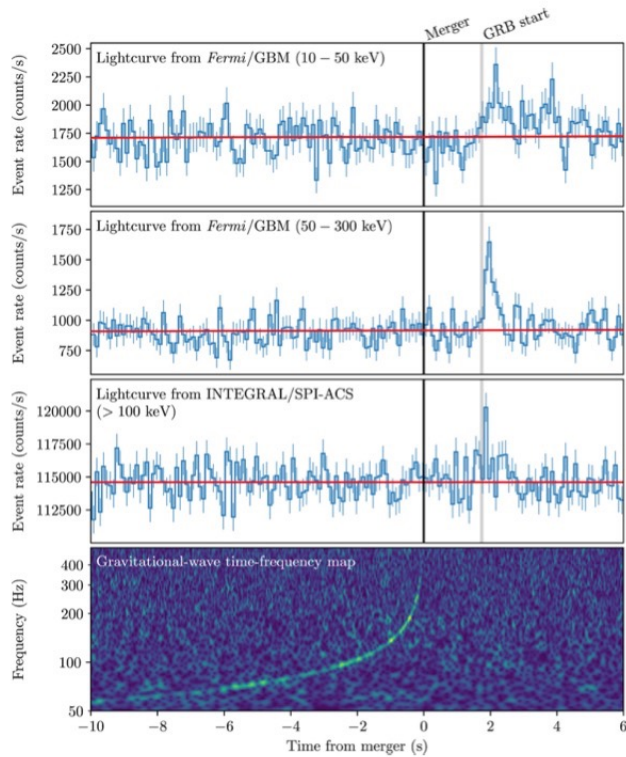 Merger GRB start
Lightcurve from Fermi/GBM (10 − 50 keV)
Event rate (counts/s)
2500
2250
2000
1750
1500
1250
Lightcurve from Fermi/GBM (50 − 300 keV)
Event rate (counts/s)
1750
1500
1250
1000
750
Lightcurve from INTEGRAL/SPI-ACS
(> 100 keV)
Event rate (counts/s)
120000
117500
115000
112500
Gravitational-wave time-frequency map
Frequency (Hz)
500
300
200
100
50
−10 −8 −6 −4 −2 0 2 4 6
Time from merger (s)